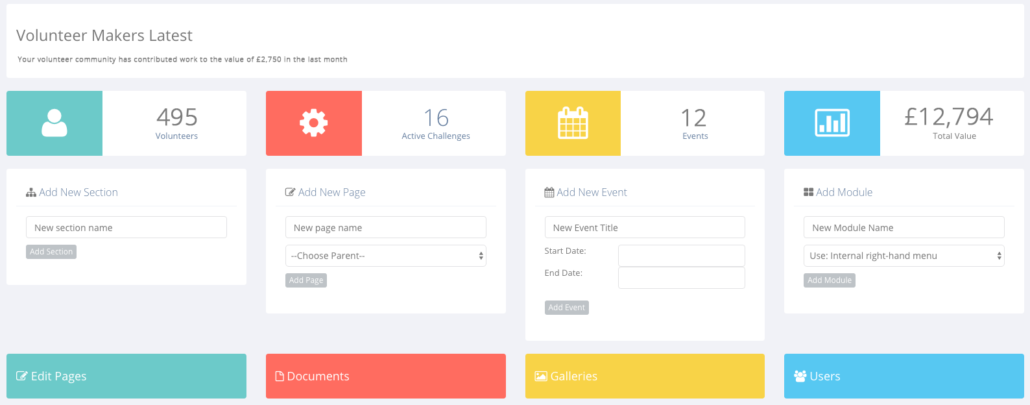 Volunteer Makers Latest
Your volunteer community has contributed work to the value of £2,750 in the last month
495
Volunteers
16
Active Challenges
12
Events
£12,794
Total Value
Add New Section
New section name
Add Section
Add New Page
New page name
--Choose Parent--
Add Page
Add New Event
New Event Title
Start Date:
End Date:
Add Event
Add Module
New Module Name
Use: Internal right-hand menu
Add Module
Edit Pages
Documents
Galleries
Users